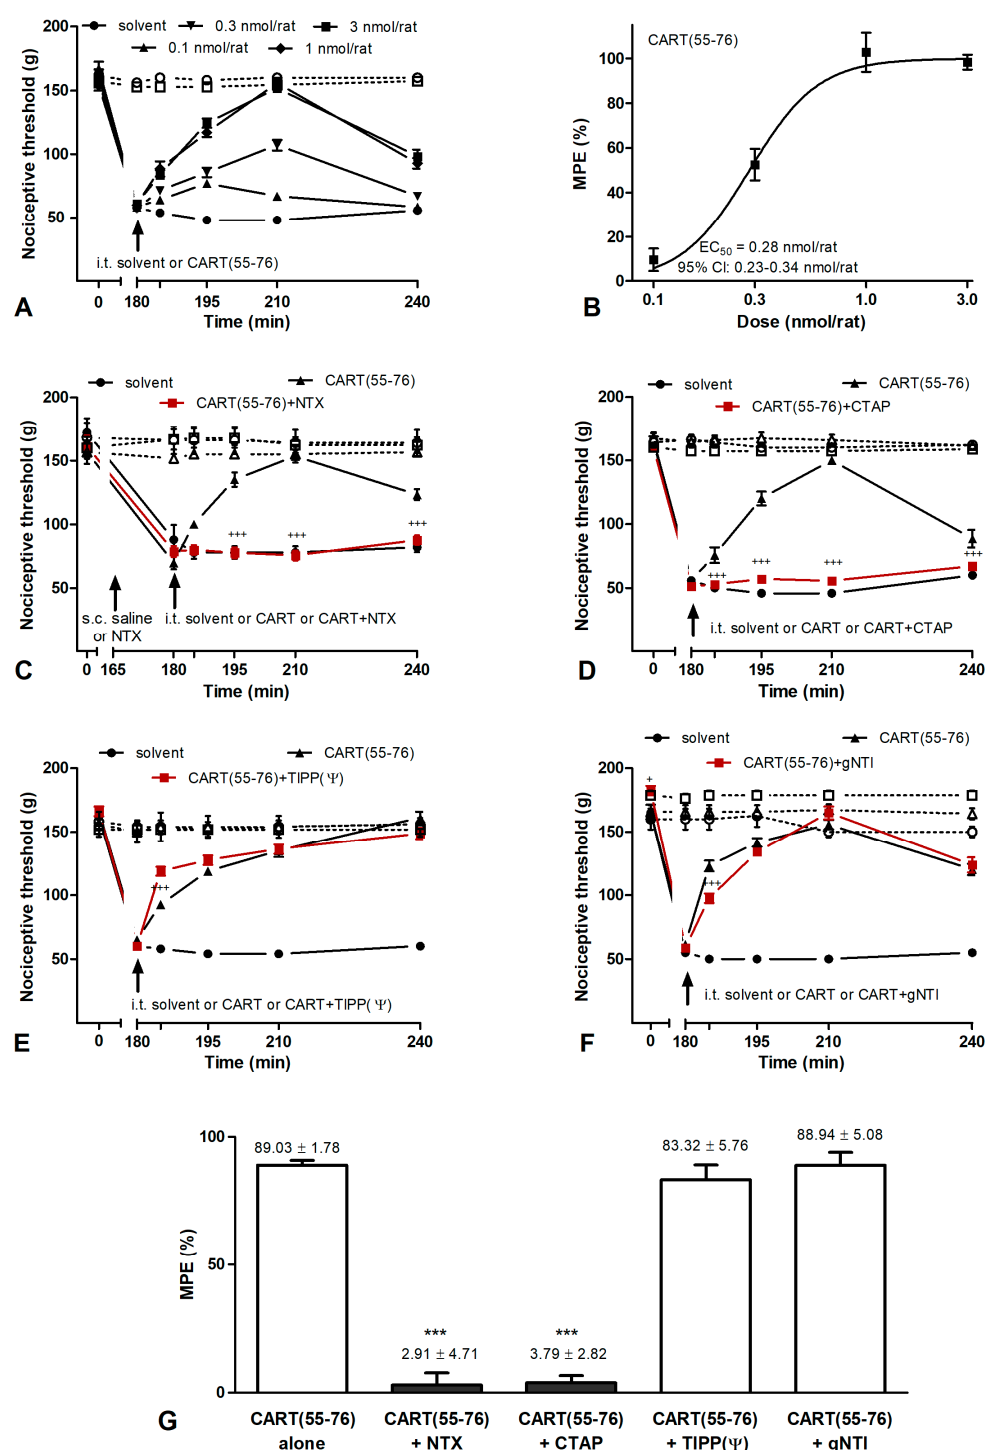 solvent 0.3 nmol/rat 3 nmol/rat
0.1 nmol/rat 1 nmol/rat
Nociceptive threshold (g)
200
150
100
50
i.t. solvent or CART(55-76)
0 180 195 210 240
Time (min)
A
CART(55-76)
MPE (%)
100
80
60
40
20
0
EC50 = 0.28 nmol/rat
95% CI: 0.23-0.34 nmol/rat
0.1 0.3 1.0 3.0
Dose (nmol/rat)
B
solvent CART(55-76)
CART(55-76)+NTX
Nociceptive threshold (g)
200
150
100
50
+++ +++ +++
s.c. saline
or NTX
i.t. solvent or CART or CART+NTX
0 165 180 195 210 240
Time (min)
C
solvent CART(55-76)
CART(55-76)+CTAP
Nociceptive threshold (g)
200
150
100
50
+++ +++ +++ +++
i.t. solvent or CART or CART+CTAP
0 180 195 210 240
Time (min)
D
solvent CART(55-76)
CART(55-76)+TIPP(Ψ)
Nociceptive threshold (g)
200
150
100
50
+++
i.t. solvent or CART or CART+TIPP(Ψ)
0 180 195 210 240
Time (min)
E
solvent CART(55-76)
CART(55-76)+gNTI
Nociceptive threshold (g)
200
150
100
50
+
+++
i.t. solvent or CART or CART+gNTI
0 180 195 210 240
Time (min)
F
MPE (%)
100
50
0
89.03 ± 1.78
***
2.91 ± 4.71
***
3.79 ± 2.82
83.32 ± 5.76
88.94 ± 5.08
CART(55-76) CART(55-76) CART(55-76) CART(55-76) CART(55-76)
alone + NTX + CTAP + TIPP(Ψ) + gNTI
G